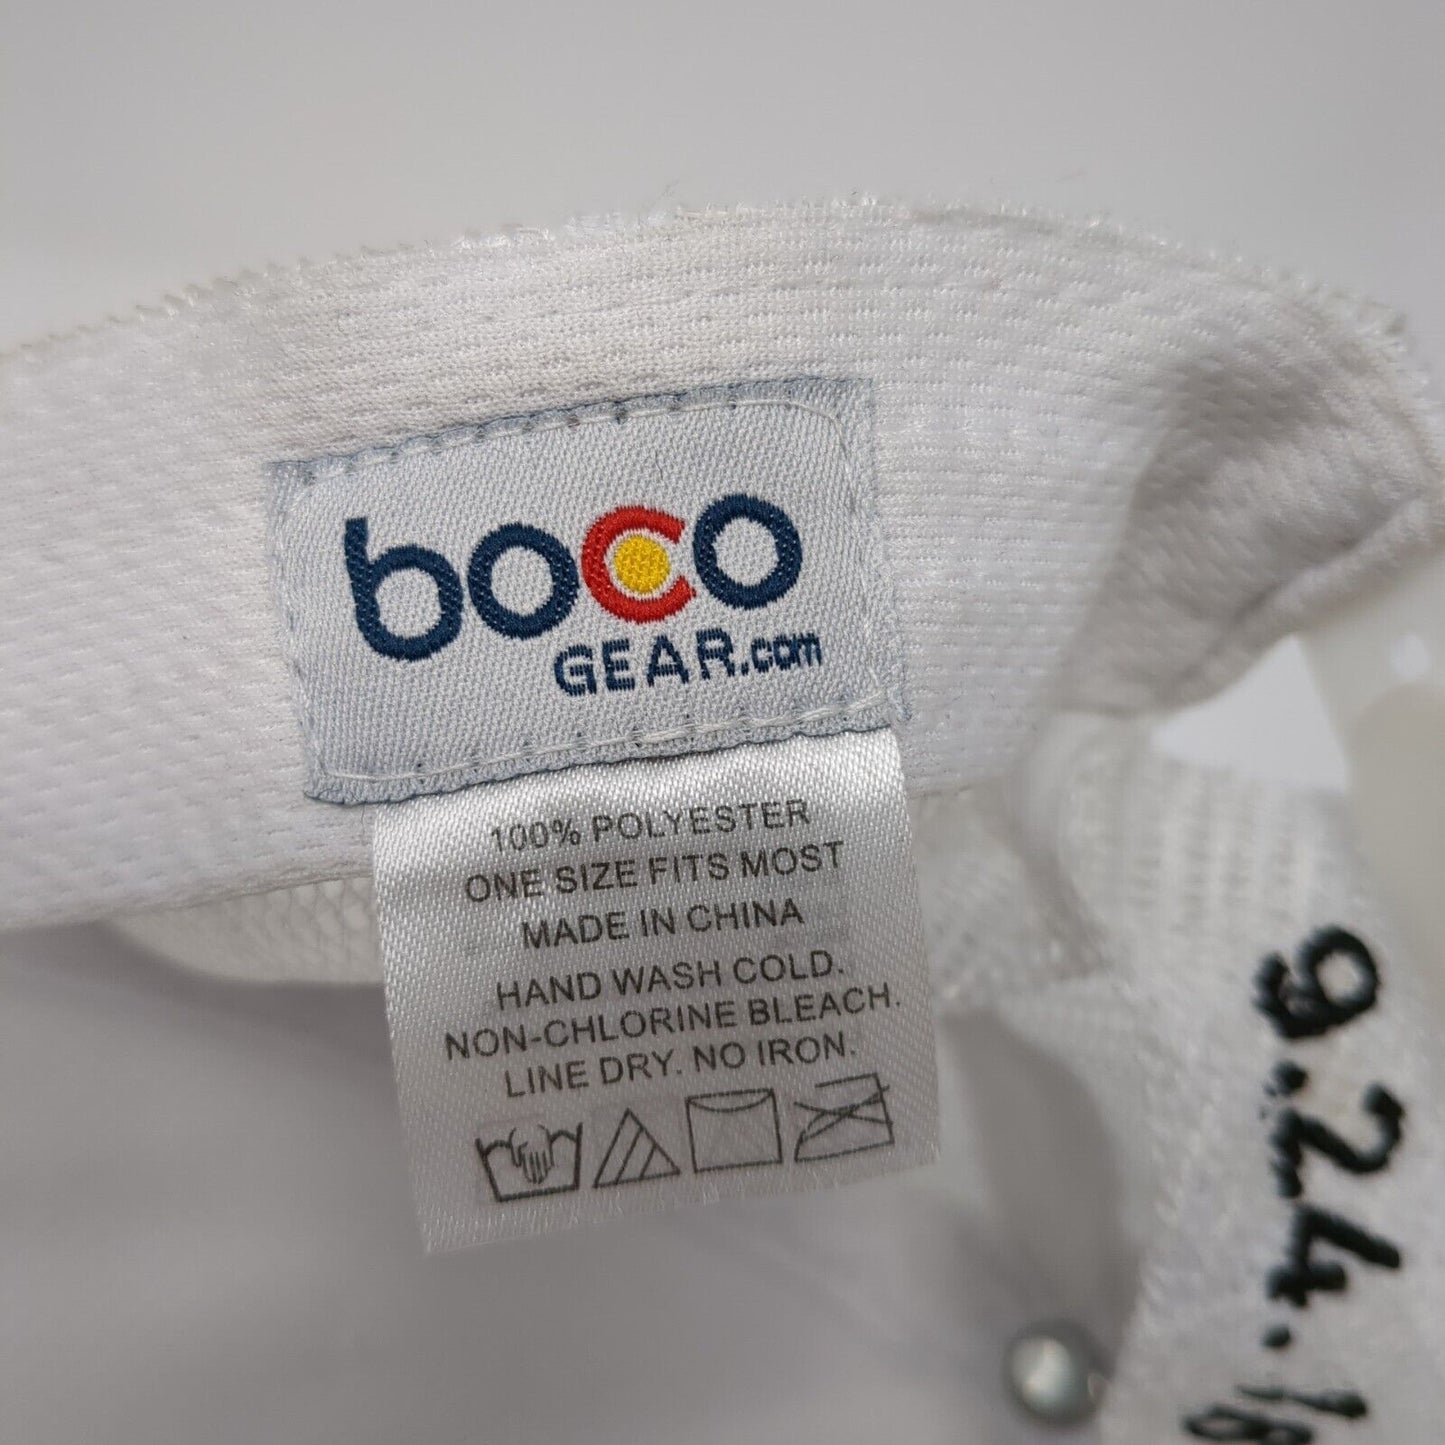 boco
GEAR.com
100% POLYESTER
ONE SIZE FITS MOST
MADE IN CHINA
HAND WASH COLD.
NON-CHLORINE BLEACH.
LINE DRY. NO IRON.
9.24.18